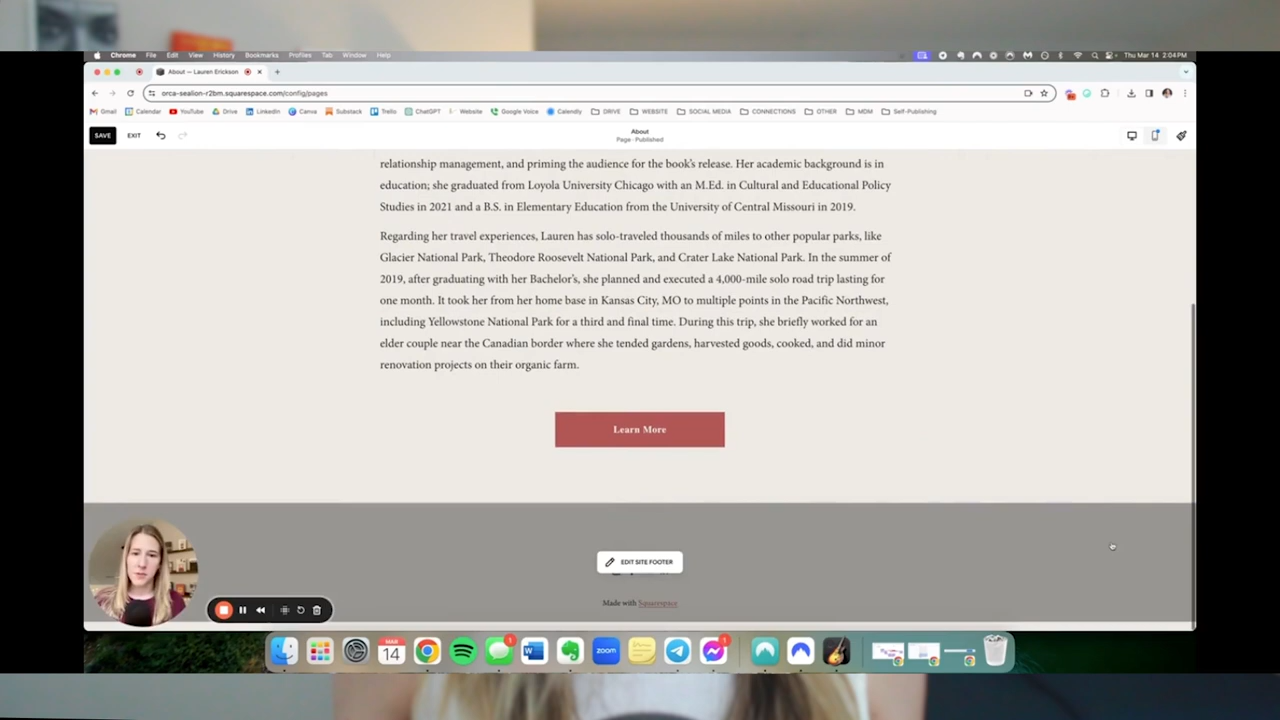 Chrome File Edit View History Bookmarks Profiles Tab Window Help
Thu Mar 14 2:04 PM
About — Lauren Erickson
orca-sealion-r2bm.squarespace.com/config/pages
Gmail Calendar YouTube Drive LinkedIn Canva Substack Trello ChatGPT Website Google Voice Calendly DRIVE WEBSITE SOCIAL MEDIA CONNECTIONS OTHER MDM Self-Publishing
SAVE EXIT
About
Page · Published
relationship management, and priming the audience for the book's release. Her academic background is in
education; she graduated from Loyola University Chicago with an M.Ed. in Cultural and Educational Policy
Studies in 2021 and a B.S. in Elementary Education from the University of Central Missouri in 2019.
Regarding her travel experiences, Lauren has solo-traveled thousands of miles to other popular parks, like
Glacier National Park, Theodore Roosevelt National Park, and Crater Lake National Park. In the summer of
2019, after graduating with her Bachelor's, she planned and executed a 4,000-mile solo road trip lasting for
one month. It took her from her home base in Kansas City, MO to multiple points in the Pacific Northwest,
including Yellowstone National Park for a third and final time. During this trip, she briefly worked for an
elder couple near the Canadian border where she tended gardens, harvested goods, cooked, and did minor
renovation projects on their organic farm.
Learn More
EDIT SITE FOOTER
Made with Squarespace
MAR
14
1
zoom
1